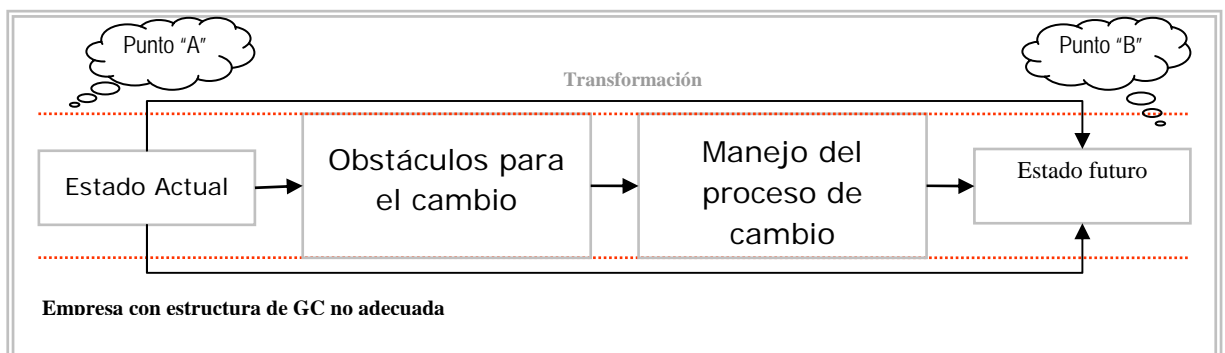 Punto “A”
Punto “B”
Transformación
Estado Actual
Obstáculos para
el cambio
Manejo del
proceso de
cambio
Estado futuro
Empresa con estructura de GC no adecuada